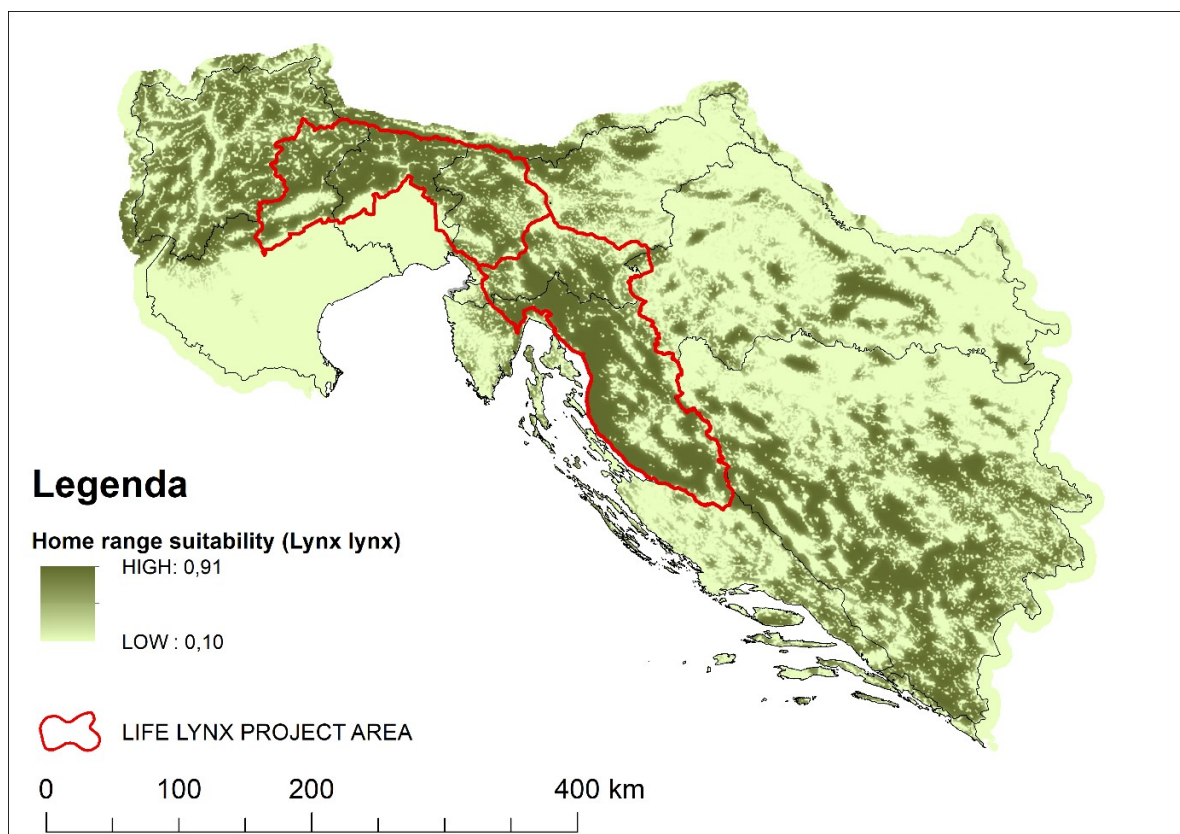 Legenda
Home range suitability (Lynx lynx)
HIGH: 0,91
LOW : 0,10
LIFE LYNX PROJECT AREA
0 100 200 400 km